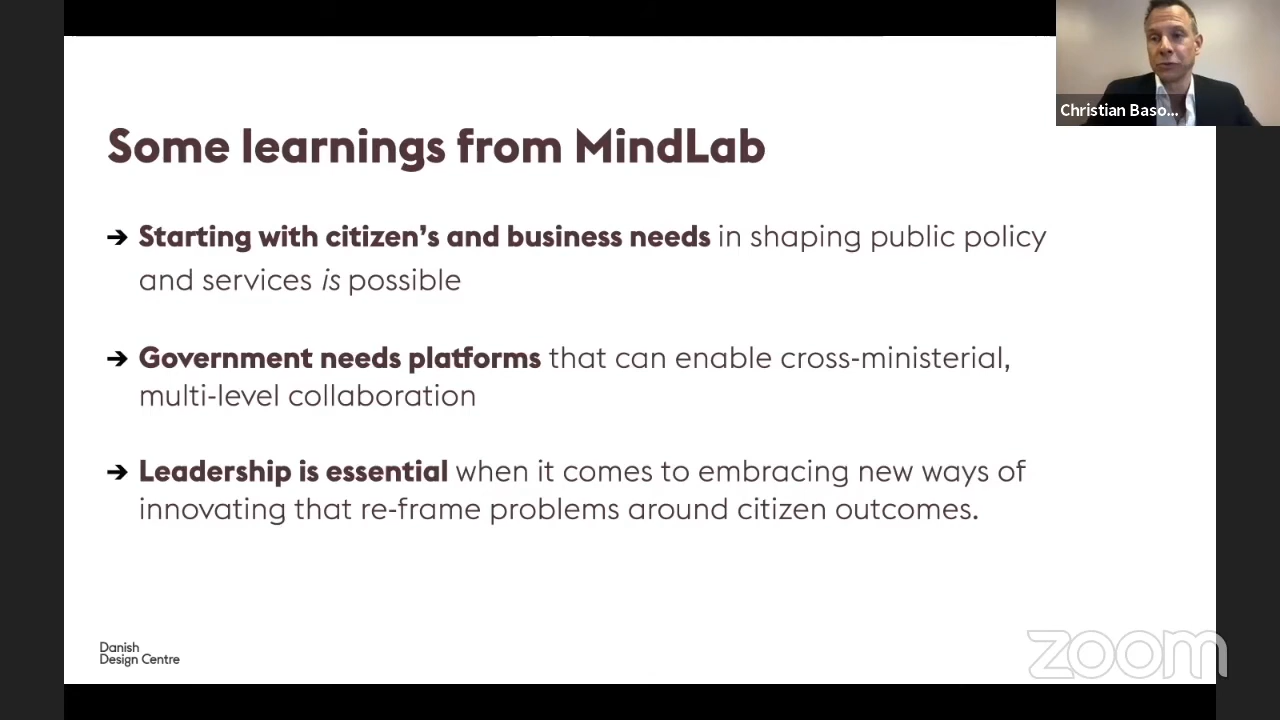 Christian Baso...
Some learnings from MindLab
→ Starting with citizen’s and business needs in shaping public policy
and services is possible
→ Government needs platforms that can enable cross-ministerial,
multi-level collaboration
→ Leadership is essential when it comes to embracing new ways of
innovating that re-frame problems around citizen outcomes.
Danish
Design Centre
zoom